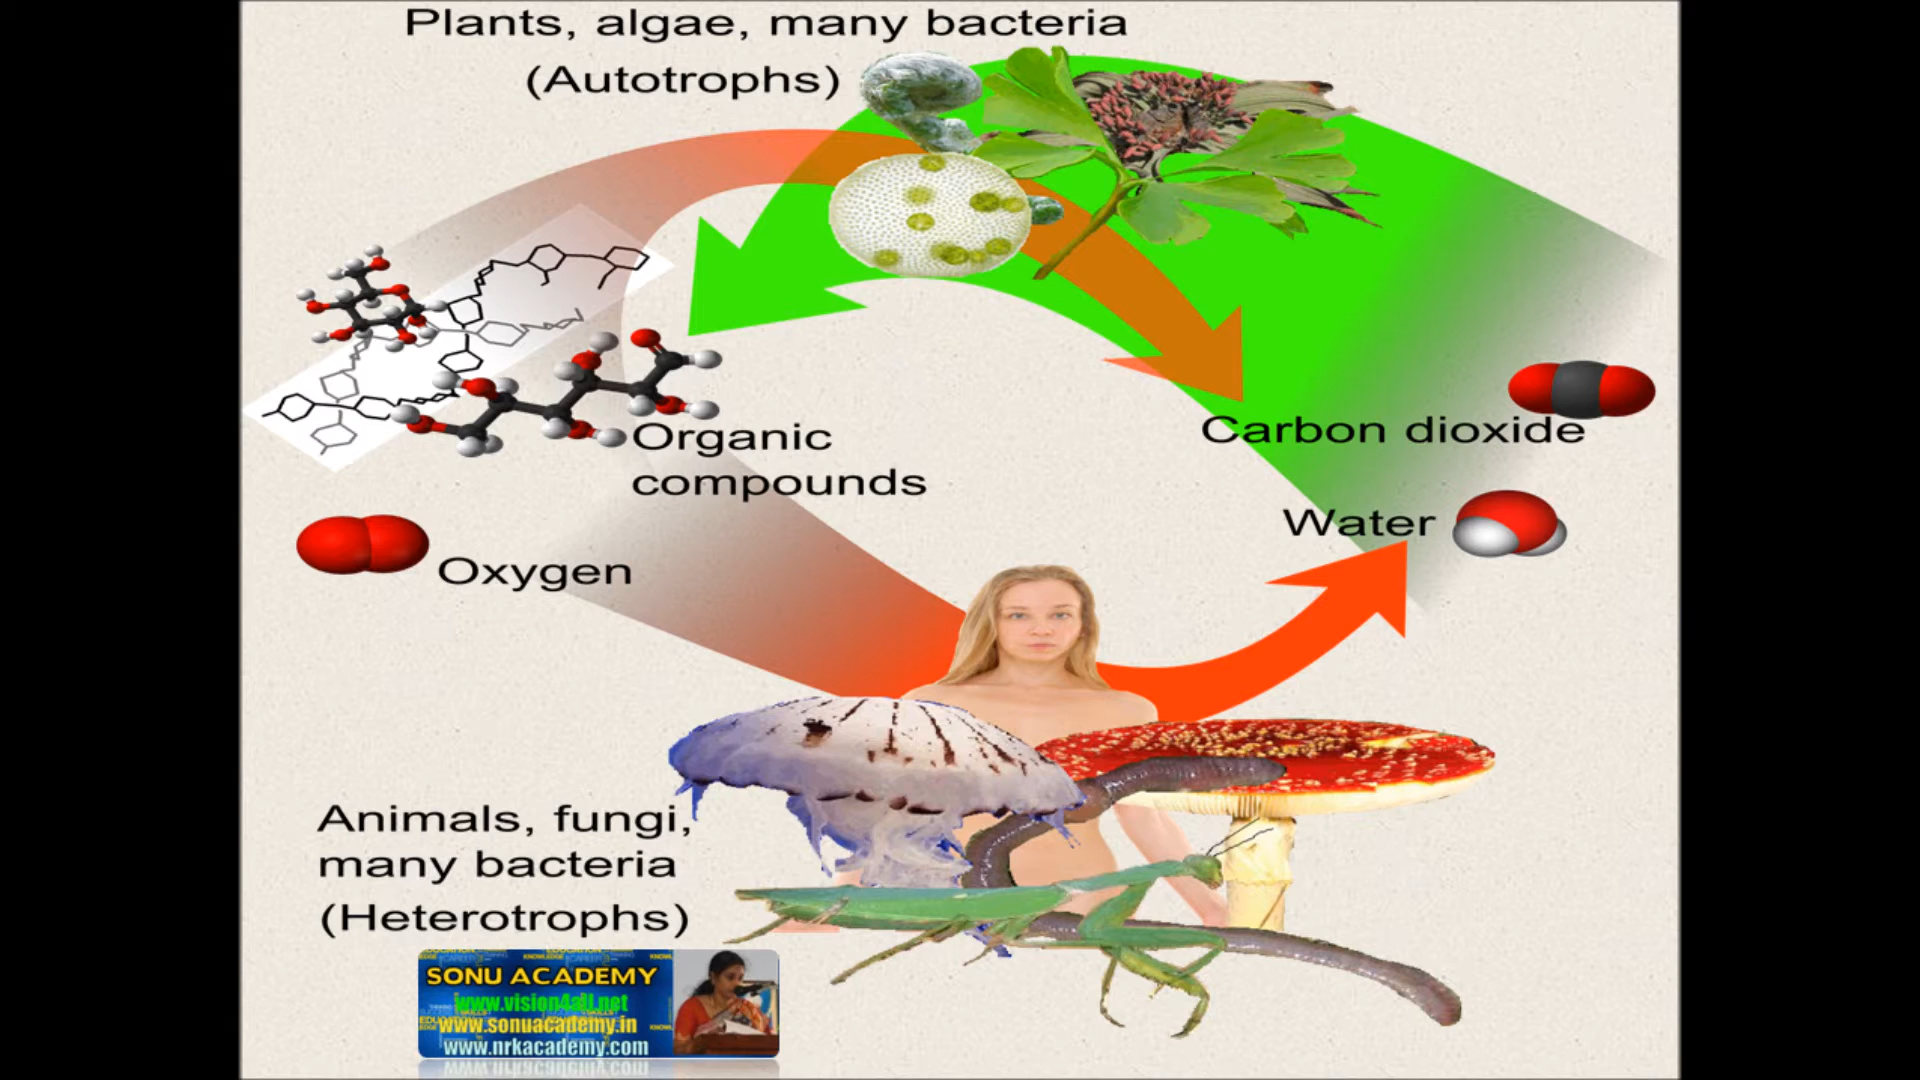 Plants, algae, many bacteria
(Autotrophs)
Organic
compounds
Carbon dioxide
Water
Oxygen
Animals, fungi,
many bacteria
(Heterotrophs)
SONU ACADEMY
www.vision4all.net
www.sonuacademy.in
www.nrkacademy.com